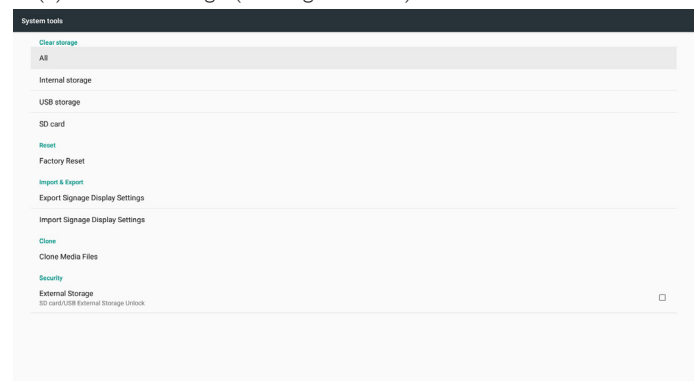 System tools
Clear storage
All
Internal storage
USB storage
SD card
Reset
Factory Reset
Import & Export
Export Signage Display Settings
Import Signage Display Settings
Clone
Clone Media Files
Security
External Storage
SD card/USB External Storage Unlock